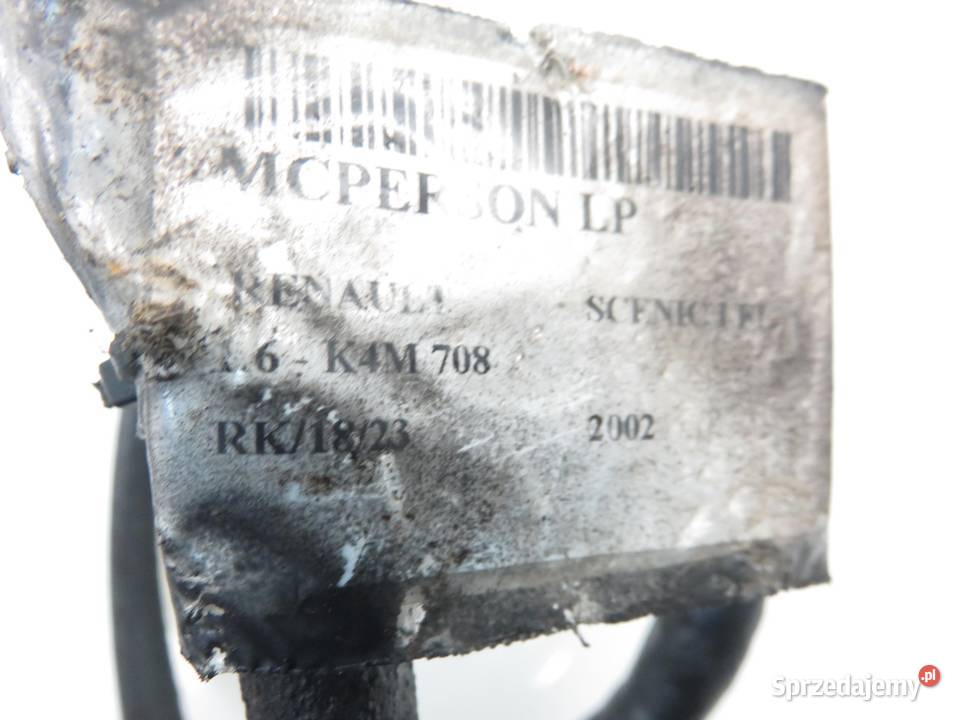 MCPERSON LP
RENAULT SCENIC I FL
1.6 - K4M 708
RK/18/23 2002
Sprzedajemy.pl